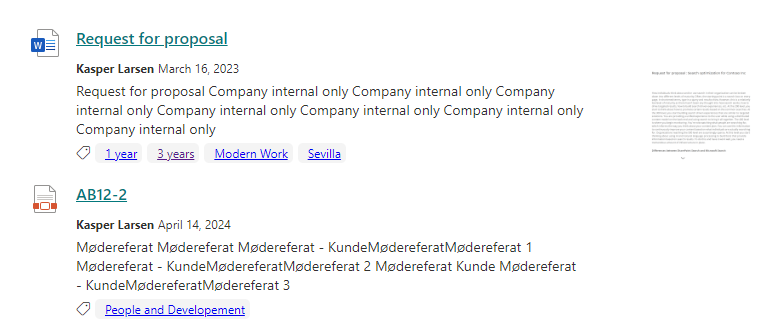 Request for proposal
Kasper Larsen March 16, 2023
Request for proposal Company internal only Company internal only Company
internal only Company internal only Company internal only Company internal only
Company internal only
1 year 3 years Modern Work Sevilla
AB12-2
Kasper Larsen April 14, 2024
Mødereferat Mødereferat Mødereferat - KundeMødereferatMødereferat 1
Mødereferat - KundeMødereferatMødereferat 2 Mødereferat Kunde Mødereferat
- KundeMødereferatMødereferat 3
People and Developement